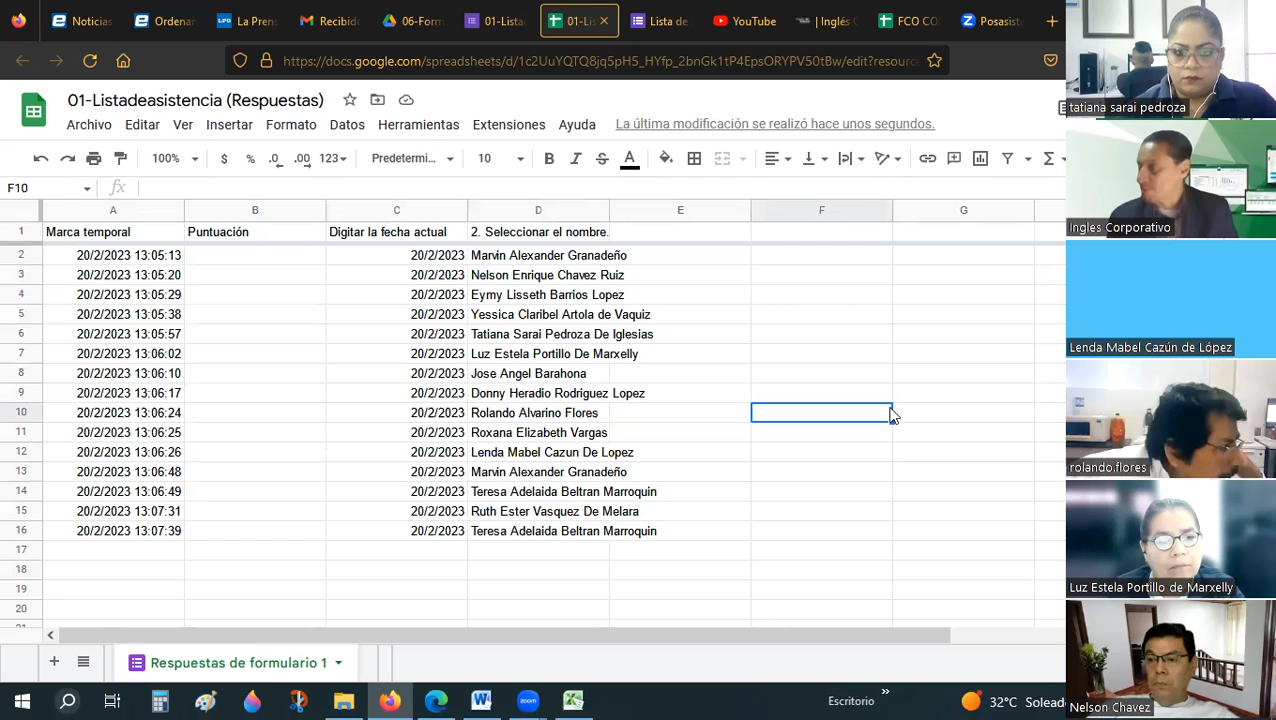 Noticias
Ordenan
La Prens
Recibido
06-Form
01-Lista
01-Lis
Lista de
YouTube
Inglés C
FCO CO
Posasiste
https://docs.google.com/spreadsheets/d/1c2UuYQTQ8jq5pH5_HYfp_2bnGk1tP4EpsORYPV50tBw/edit?resourc
01-Listadeasistencia (Respuestas)
Archivo Editar Ver Insertar Formato Datos Herramientas Extensiones Ayuda La última modificación se realizó hace unos segundos.
100% $ % .0 .00 123 Predetermi... 10 B I S A
F10 fx
A B C D E F G
1 Marca temporal Puntuación Digitar la fecha actual 2. Seleccionar el nombre.
2 20/2/2023 13:05:13 20/2/2023 Marvin Alexander Granadeño
3 20/2/2023 13:05:20 20/2/2023 Nelson Enrique Chavez Ruiz
4 20/2/2023 13:05:29 20/2/2023 Eymy Lisseth Barrios Lopez
5 20/2/2023 13:05:38 20/2/2023 Yessica Claribel Artola de Vaquiz
6 20/2/2023 13:05:57 20/2/2023 Tatiana Sarai Pedroza De Iglesias
7 20/2/2023 13:06:02 20/2/2023 Luz Estela Portillo De Marxelly
8 20/2/2023 13:06:10 20/2/2023 Jose Angel Barahona
9 20/2/2023 13:06:17 20/2/2023 Donny Heradio Rodriguez Lopez
10 20/2/2023 13:06:24 20/2/2023 Rolando Alvarino Flores
11 20/2/2023 13:06:25 20/2/2023 Roxana Elizabeth Vargas
12 20/2/2023 13:06:26 20/2/2023 Lenda Mabel Cazun De Lopez
13 20/2/2023 13:06:48 20/2/2023 Marvin Alexander Granadeño
14 20/2/2023 13:06:49 20/2/2023 Teresa Adelaida Beltran Marroquin
15 20/2/2023 13:07:31 20/2/2023 Ruth Ester Vasquez De Melara
16 20/2/2023 13:07:39 20/2/2023 Teresa Adelaida Beltran Marroquin
17
18
19
20
Respuestas de formulario 1
Escritorio
32°C Solead
tatiana sarai pedroza
Ingles Corporativo
Lenda Mabel Cazún de López
rolando.flores
Luz Estela Portillo de Marxelly
Nelson Chavez